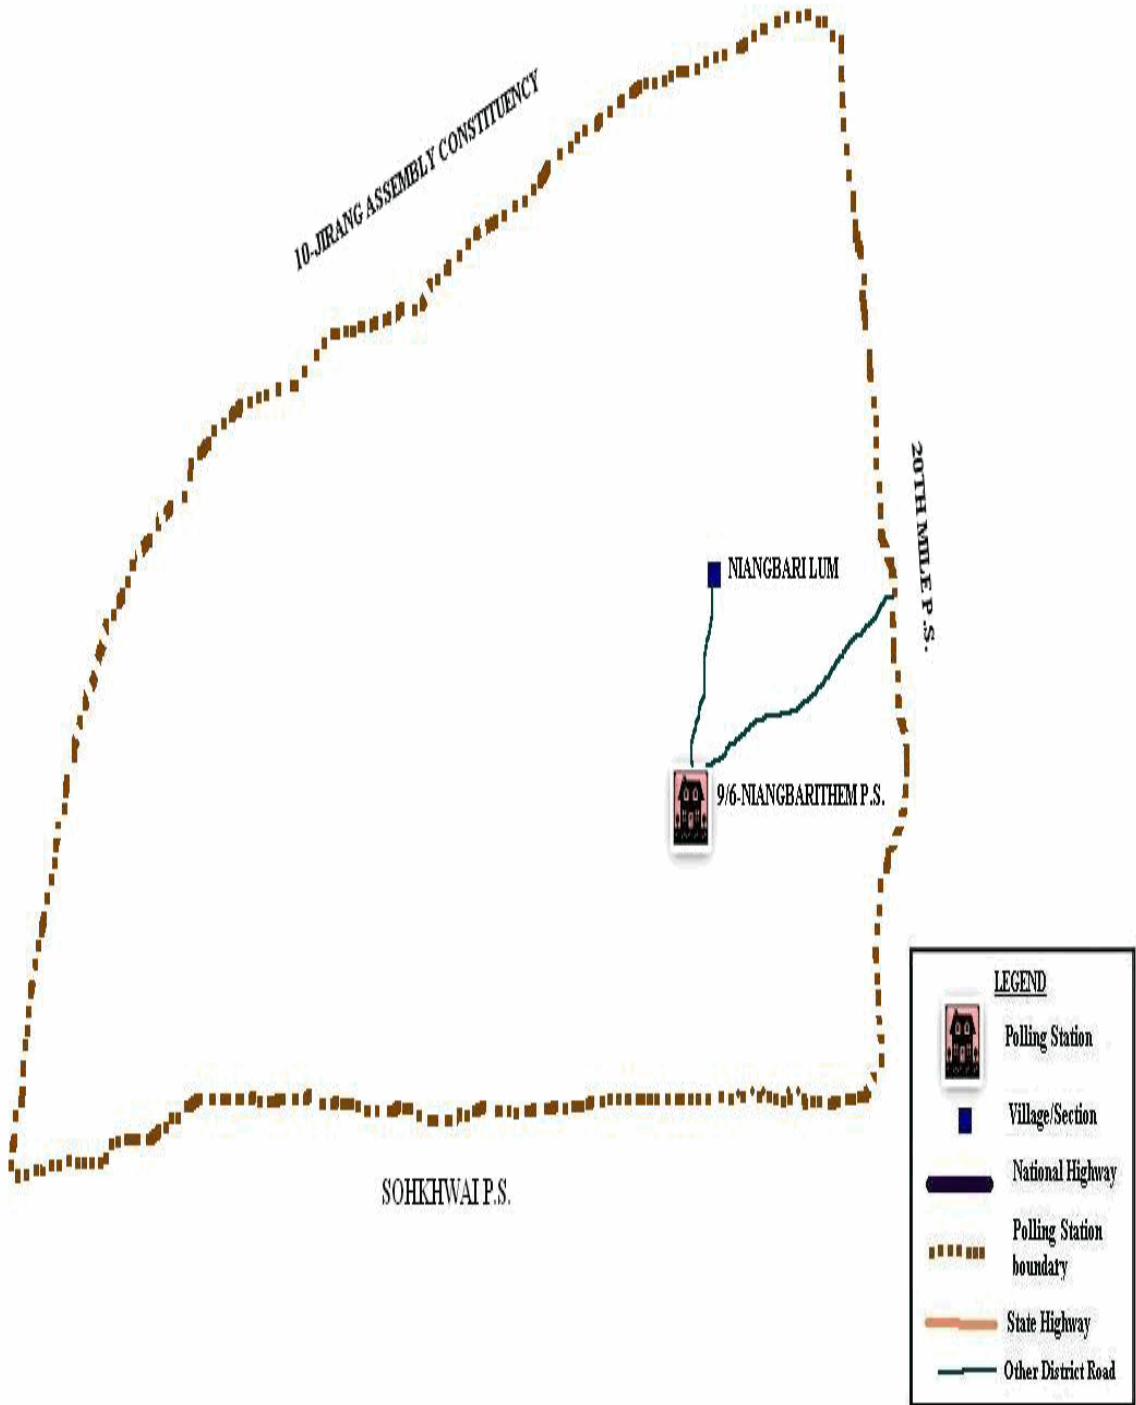 10-JIRANG ASSEMBLY CONSTITUENCY
20TH MILE P.S.
NIANGBARI LUM
9/6-NIANGBARITHEM P.S.
SOHKHWAI P.S.
LEGEND
Polling Station
Village/Section
National Highway
Polling Station
boundary
State Highway
Other District Road